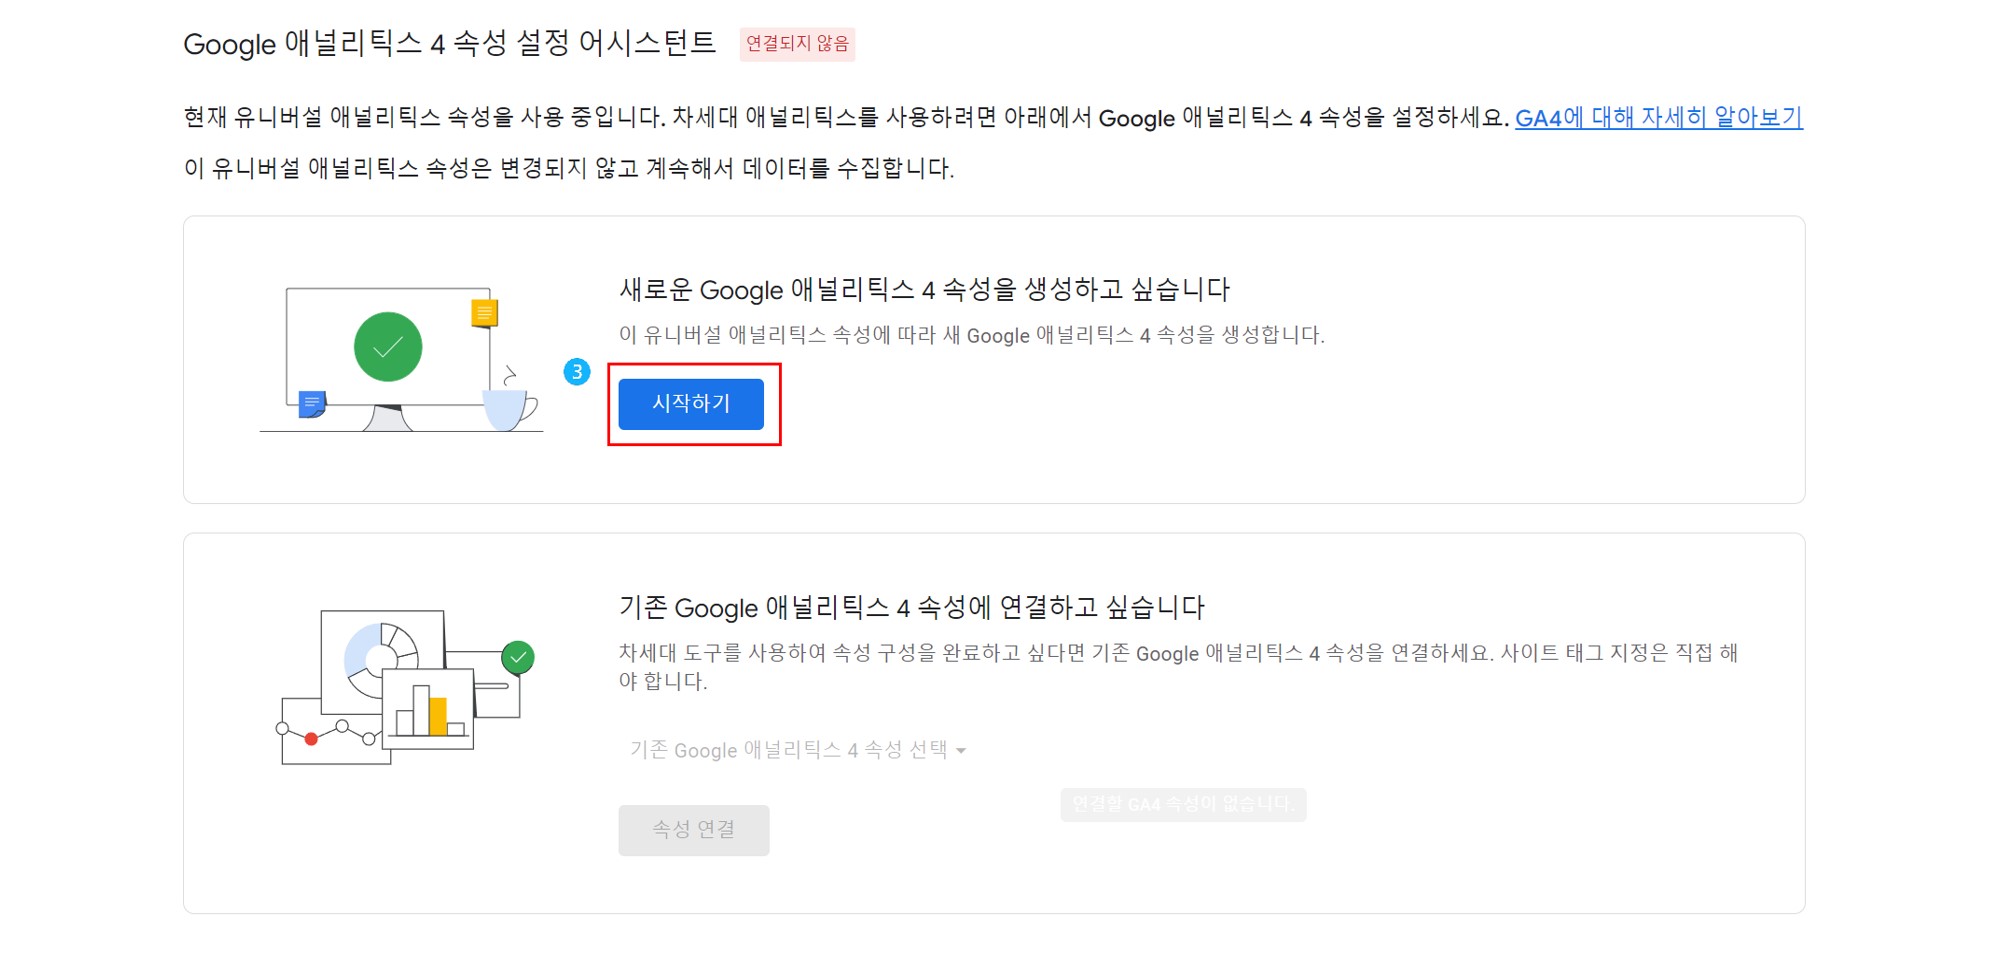 Google 애널리틱스 4 속성 설정 어시스턴트 연결되지 않음
현재 유니버설 애널리틱스 속성을 사용 중입니다. 차세대 애널리틱스를 사용하려면 아래에서 Google 애널리틱스 4 속성을 설정하세요. GA4에 대해 자세히 알아보기
이 유니버설 애널리틱스 속성은 변경되지 않고 계속해서 데이터를 수집합니다.
새로운 Google 애널리틱스 4 속성을 생성하고 싶습니다
이 유니버설 애널리틱스 속성에 따라 새 Google 애널리틱스 4 속성을 생성합니다.
3
시작하기
기존 Google 애널리틱스 4 속성에 연결하고 싶습니다
차세대 도구를 사용하여 속성 구성을 완료하고 싶다면 기존 Google 애널리틱스 4 속성을 연결하세요. 사이트 태그 지정은 직접 해
야 합니다.
기존 Google 애널리틱스 4 속성 선택
연결할 GA4 속성이 없습니다.
속성 연결